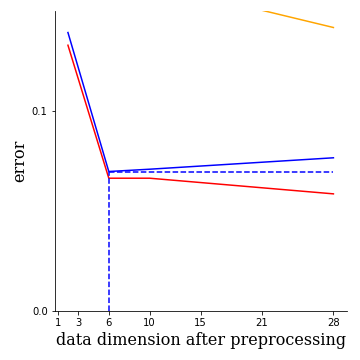 0.1
error
0.0
1 3 6 10 15 21 28
data dimension after preprocessing